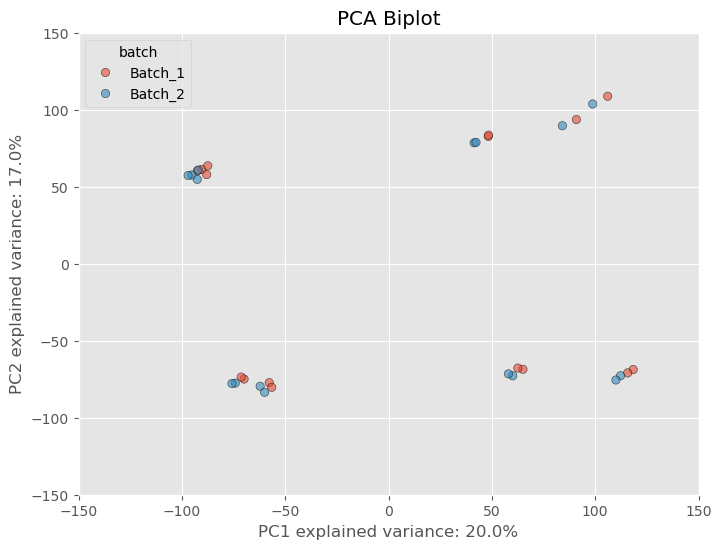 PCA Biplot
batch
Batch_1
Batch_2
150
100
50
0
−50
−100
−150
PC2 explained variance: 17.0%
−150
−100
−50
0
50
100
150
PC1 explained variance: 20.0%